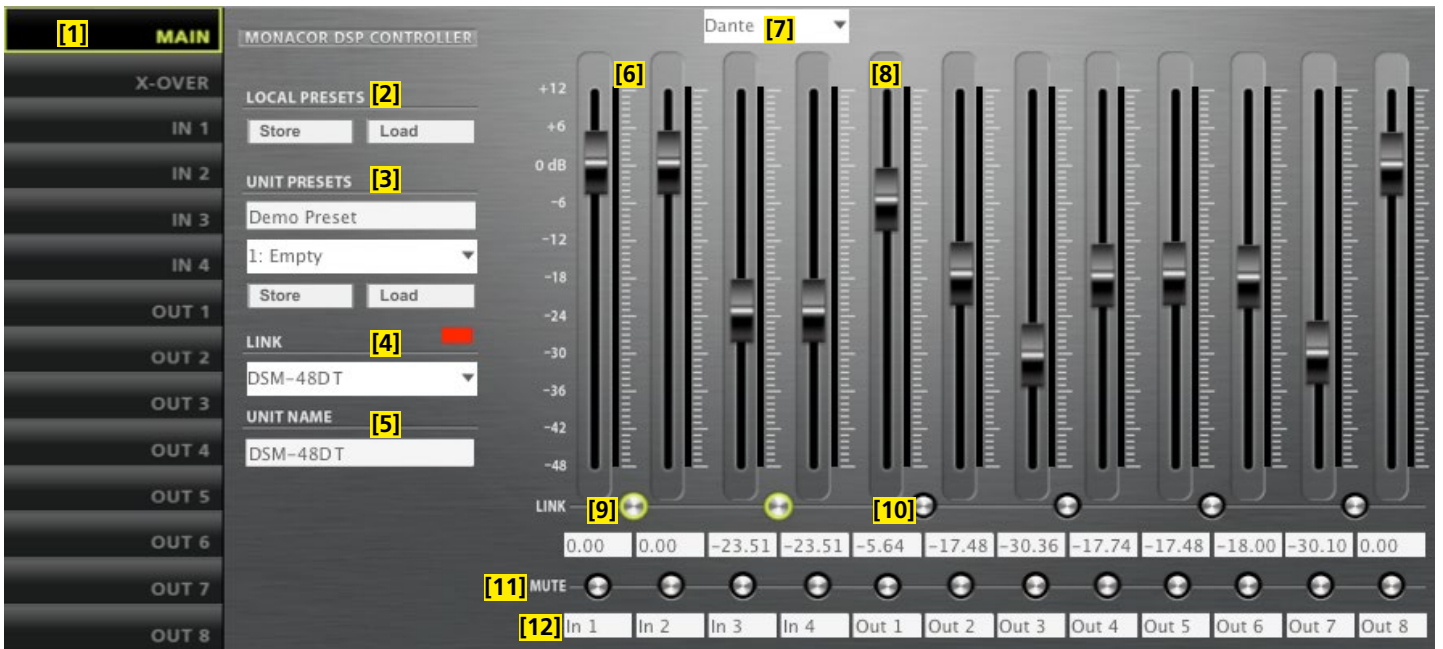 [1] MAIN
X-OVER
IN 1
IN 2
IN 3
IN 4
OUT 1
OUT 2
OUT 3
OUT 4
OUT 5
OUT 6
OUT 7
OUT 8
MONACOR DSP CONTROLLER
LOCAL PRESETS [2]
Store Load
UNIT PRESETS [3]
Demo Preset
1: Empty
Store Load
LINK [4]
DSM-48DT
UNIT NAME [5]
DSM-48DT
Dante [7]
[6] [8]
+12
+6
0 dB
-6
-12
-18
-24
-30
-36
-42
-48
LINK [9] [10]
0.00 0.00 -23.51 -23.51 -5.64 -17.48 -30.36 -17.74 -17.48 -18.00 -30.10 0.00
[11] MUTE
[12] In 1 In 2 In 3 In 4 Out 1 Out 2 Out 3 Out 4 Out 5 Out 6 Out 7 Out 8